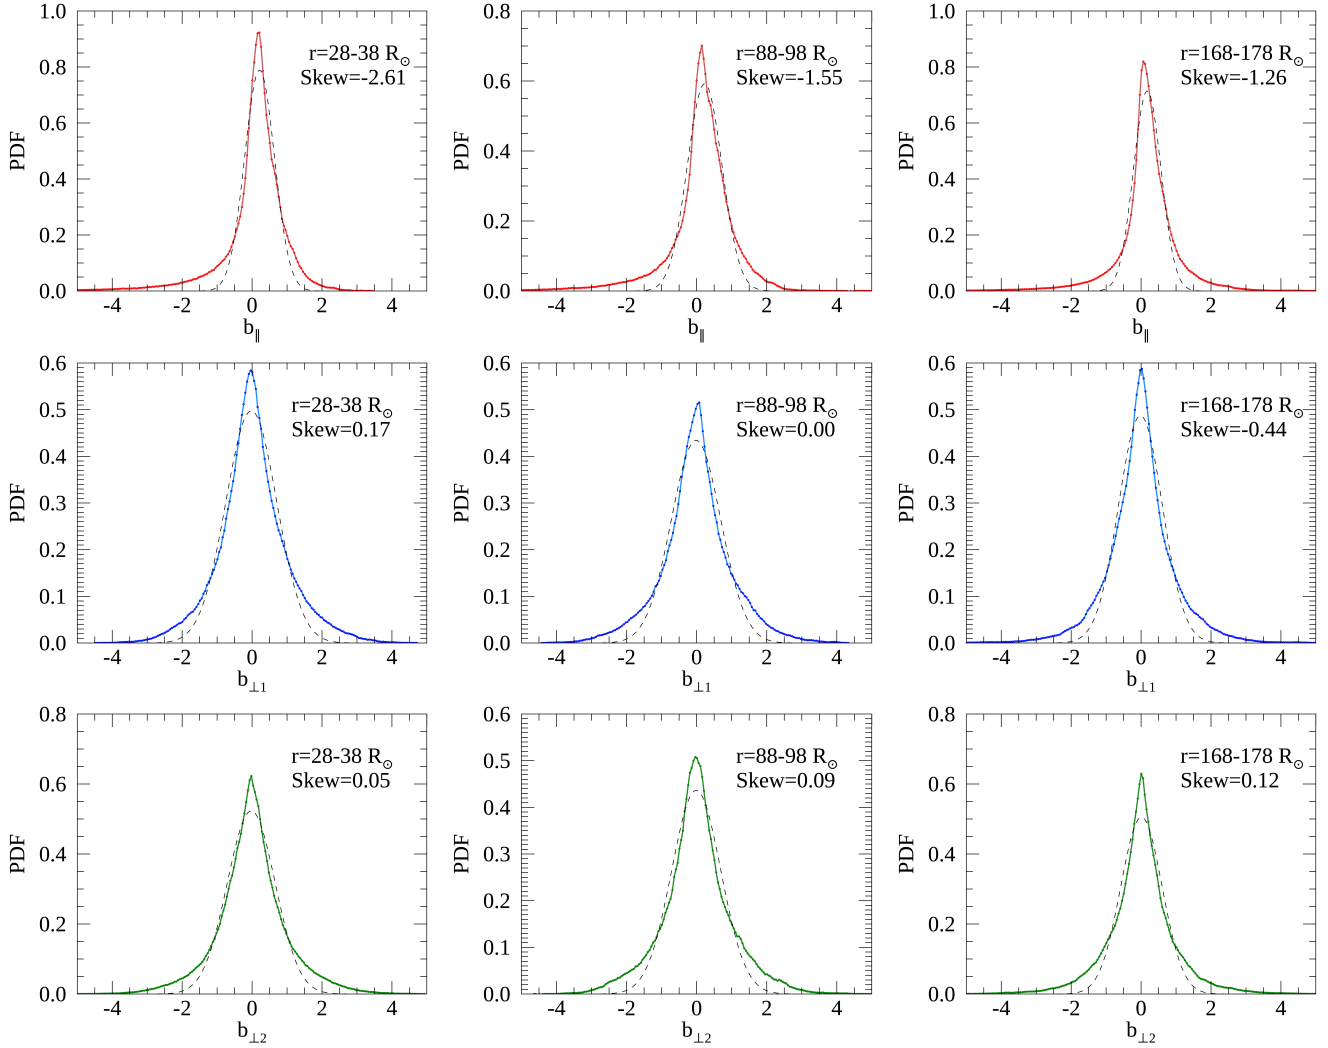 1.0
0.8
0.6
0.4
0.2
0.0
PDF
r=28-38 R⊙
Skew=-2.61
-4 -2 0 2 4
b∥
0.8
0.6
0.4
0.2
0.0
PDF
r=88-98 R⊙
Skew=-1.55
-4 -2 0 2 4
b∥
1.0
0.8
0.6
0.4
0.2
0.0
PDF
r=168-178 R⊙
Skew=-1.26
-4 -2 0 2 4
b∥
0.6
0.5
0.4
0.3
0.2
0.1
0.0
PDF
r=28-38 R⊙
Skew=0.17
-4 -2 0 2 4
b⊥1
0.6
0.5
0.4
0.3
0.2
0.1
0.0
PDF
r=88-98 R⊙
Skew=0.00
-4 -2 0 2 4
b⊥1
0.6
0.5
0.4
0.3
0.2
0.1
0.0
PDF
r=168-178 R⊙
Skew=-0.44
-4 -2 0 2 4
b⊥1
0.8
0.6
0.4
0.2
0.0
PDF
r=28-38 R⊙
Skew=0.05
-4 -2 0 2 4
b⊥2
0.6
0.5
0.4
0.3
0.2
0.1
0.0
PDF
r=88-98 R⊙
Skew=0.09
-4 -2 0 2 4
b⊥2
0.8
0.6
0.4
0.2
0.0
PDF
r=168-178 R⊙
Skew=0.12
-4 -2 0 2 4
b⊥2